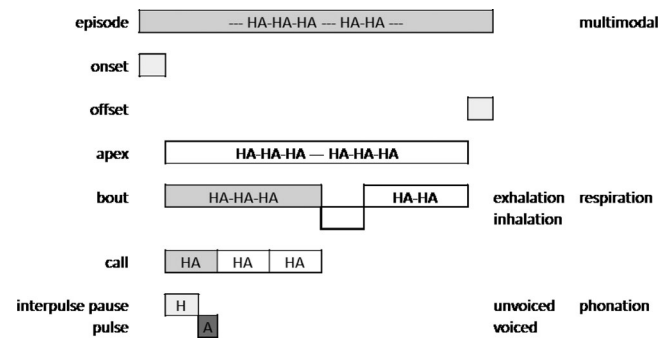 episode --- HA-HA-HA --- HA-HA --- multimodal
onset
offset
apex HA-HA-HA — HA-HA-HA
bout HA-HA-HA HA-HA exhalation respiration
inhalation
call HA HA HA
interpulse pause H unvoiced phonation
pulse A voiced